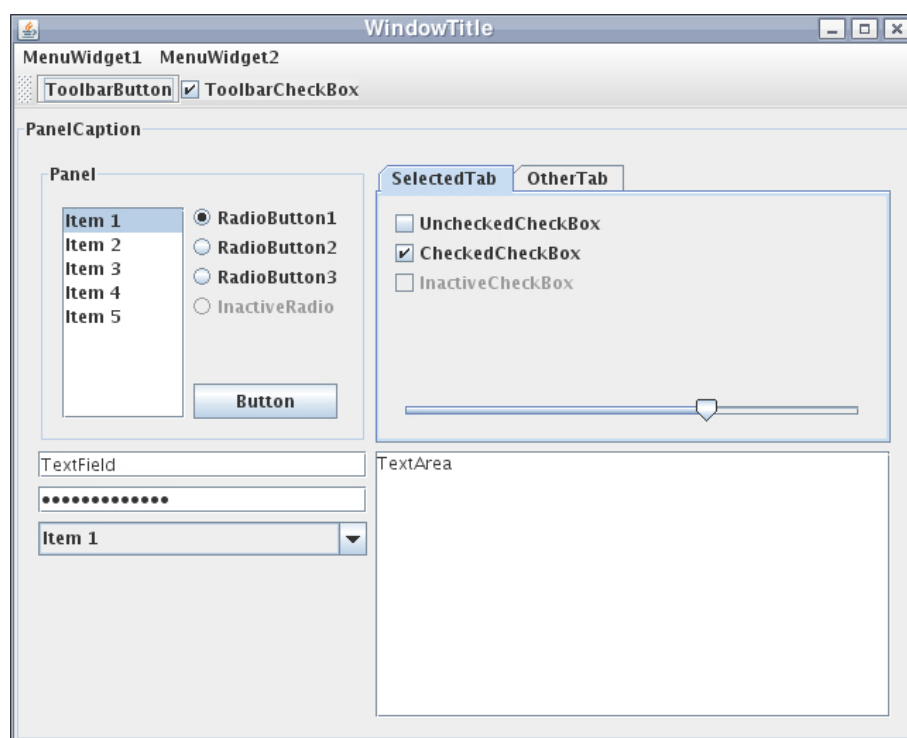 WindowTitle
MenuWidget1 MenuWidget2
ToolbarButton ToolbarCheckBox
PanelCaption
Panel
Item 1
Item 2
Item 3
Item 4
Item 5
RadioButton1
RadioButton2
RadioButton3
InactiveRadio
Button
SelectedTab OtherTab
UncheckedCheckBox
CheckedCheckBox
InactiveCheckBox
TextField
•••••••••••••
Item 1
TextArea